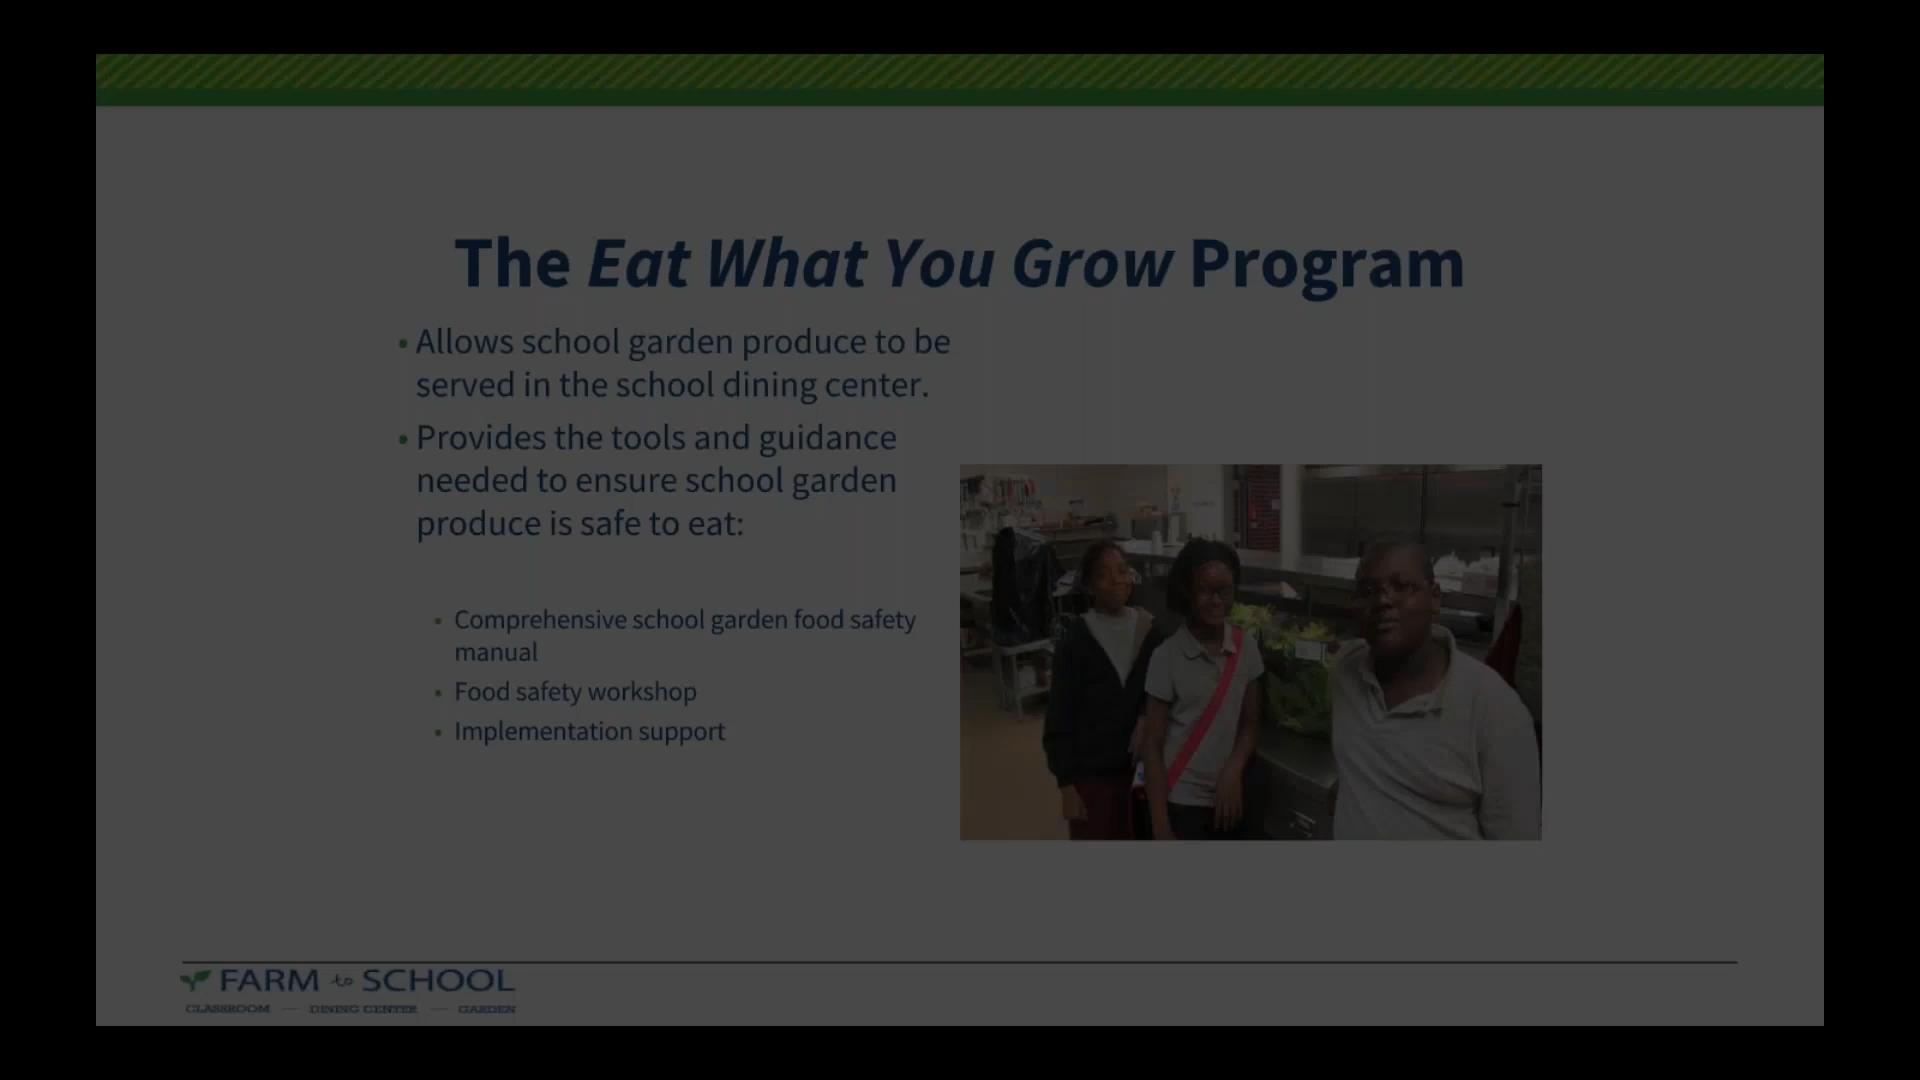 The Eat What You Grow Program
• Allows school garden produce to be
served in the school dining center.
• Provides the tools and guidance
needed to ensure school garden
produce is safe to eat:
• Comprehensive school garden food safety
manual
• Food safety workshop
• Implementation support
FARM to SCHOOL
CLASSROOM — DINING CENTER — GARDEN